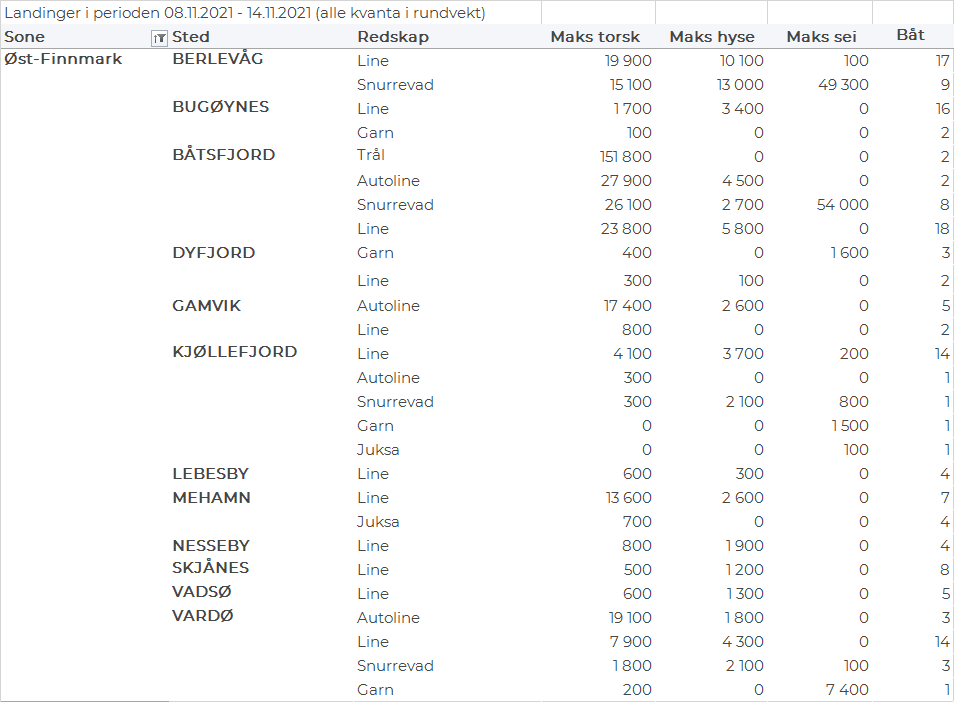 Landinger i perioden 08.11.2021 - 14.11.2021 (alle kvanta i rundvekt)
Sone Sted Redskap Maks torsk Maks hyse Maks sei Båt
Øst-Finnmark BERLEVÅG Line 19 900 10 100 100 17
Snurrevad 15 100 13 000 49 300 9
BUGØYNES Line 1 700 3 400 0 16
Garn 100 0 0 2
BÅTSFJORD Trål 151 800 0 0 2
Autoline 27 900 4 500 0 2
Snurrevad 26 100 2 700 54 000 8
Line 23 800 5 800 0 18
DYFJORD Garn 400 0 1 600 3
Line 300 100 0 2
GAMVIK Autoline 17 400 2 600 0 5
Line 800 0 0 2
KJØLLEFJORD Line 4 100 3 700 200 14
Autoline 300 0 0 1
Snurrevad 300 2 100 800 1
Garn 0 0 1 500 1
Juksa 0 0 100 1
LEBESBY Line 600 300 0 4
MEHAMN Line 13 600 2 600 0 7
Juksa 700 0 0 4
NESSEBY Line 800 1 900 0 4
SKJÅNES Line 500 1 200 0 8
VADSØ Line 600 1 300 0 5
VARDØ Autoline 19 100 1 800 0 3
Line 7 900 4 300 0 14
Snurrevad 1 800 2 100 100 3
Garn 200 0 7 400 1